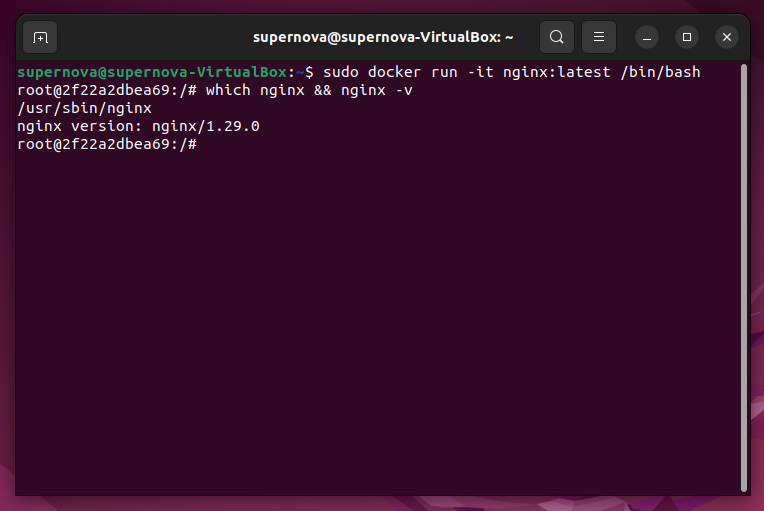 supernova@supernova-VirtualBox: ~
supernova@supernova-VirtualBox:~$ sudo docker run -it nginx:latest /bin/bash
root@2f22a2dbea69:/# which nginx && nginx -v
/usr/sbin/nginx
nginx version: nginx/1.29.0
root@2f22a2dbea69:/#